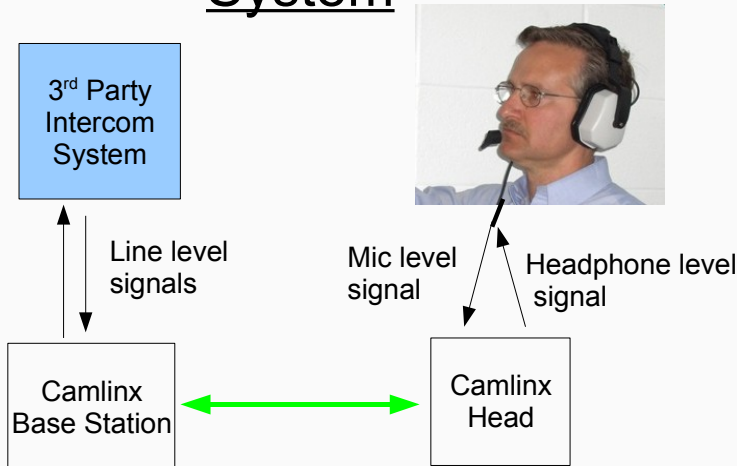 System
3rd Party
Intercom
System
Line level
signals
Mic level
signal
Headphone level
signal
Camlinx
Base Station
Camlinx
Head